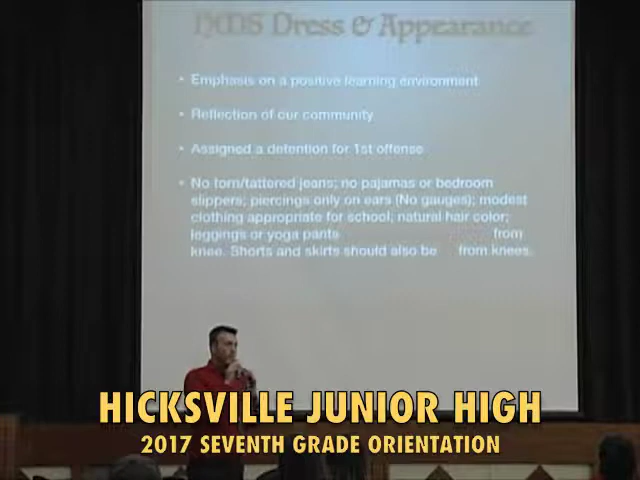 HMS Dress & Appearance
• Emphasis on a positive learning environment
• Reflection of our community
• Assigned a detention for 1st offense
• No torn/tattered jeans; no pajamas or bedroom
slippers; piercings only on ears (No gauges); modest
clothing appropriate for school; natural hair color;
leggings or yoga pants from
knee. Shorts and skirts should also be from knees.
HICKSVILLE JUNIOR HIGH
2017 SEVENTH GRADE ORIENTATION